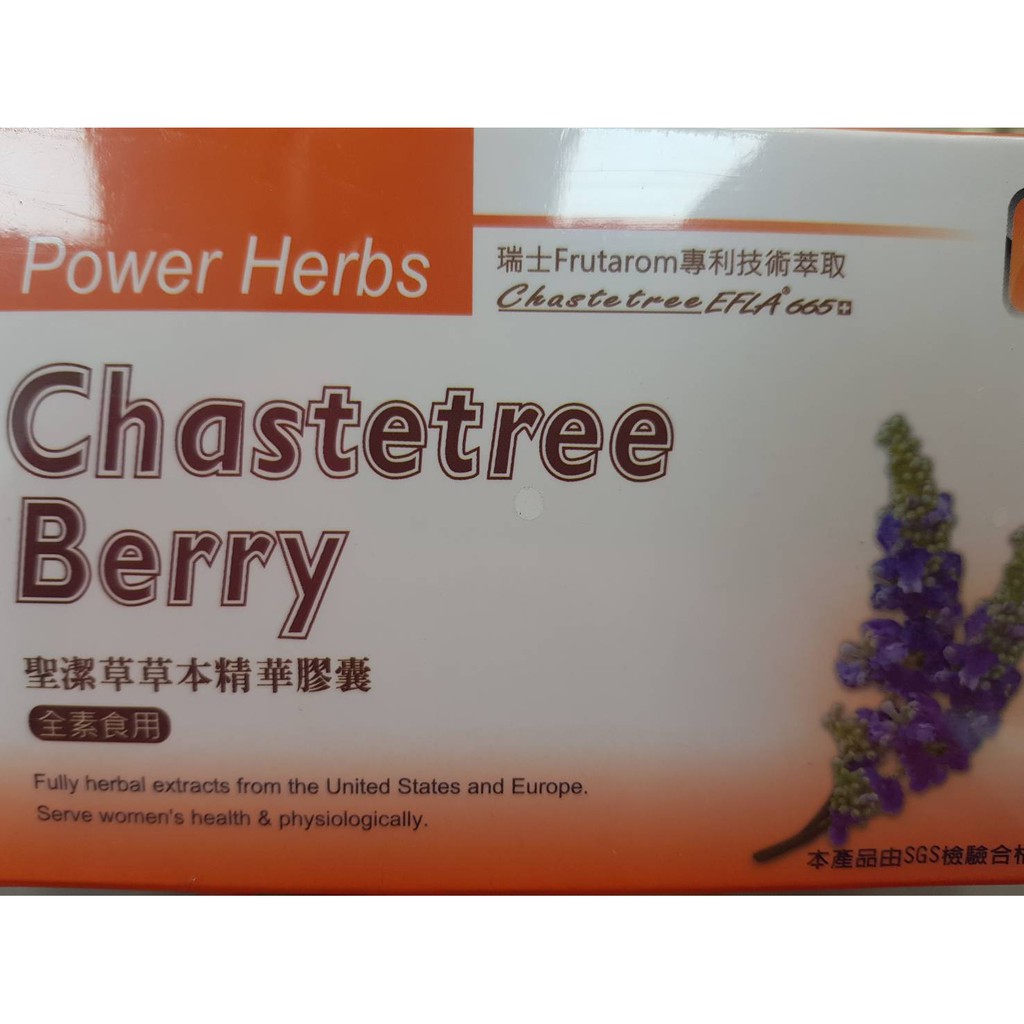 Power Herbs
瑞士Frutarom專利技術萃取
Chastetree EFLA® 665
Chastetree
Berry
聖潔草草本精華膠囊
全素食用
Fully herbal extracts from the United States and Europe.
Serve women's health & physiologically.
本產品由SGS檢驗合格